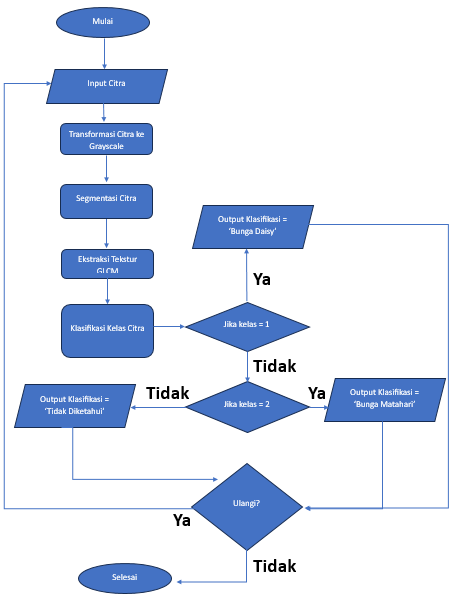 Mulai
Input Citra
Transformasi Citra ke
Grayscale
Segmentasi Citra
Output Klasifikasi =
‘Bunga Daisy’
Ekstraksi Tekstur
GLCM
Ya
Klasifikasi Kelas Citra
Jika kelas = 1
Tidak
Output Klasifikasi =
‘Tidak Diketahui’
Tidak
Jika kelas = 2
Ya
Output Klasifikasi =
‘Bunga Matahari’
Ulangi?
Ya
Tidak
Selesai